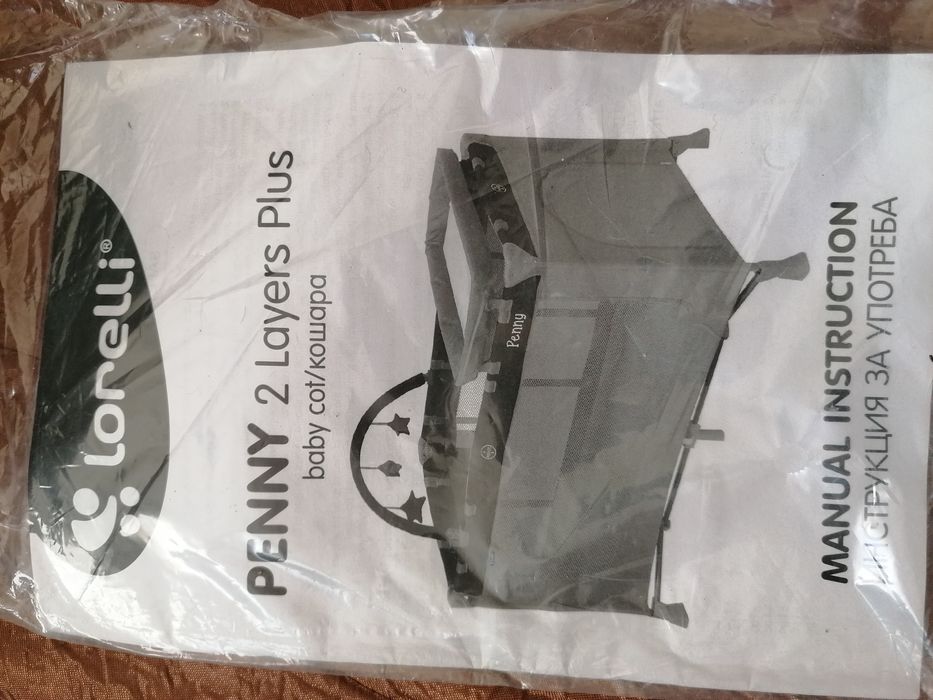 lorelli®
PENNY 2 Layers Plus
baby cot/кошара
Penny
MANUAL INSTRUCTION
ИНСТРУКЦИЯ ЗА УПОТРЕБА